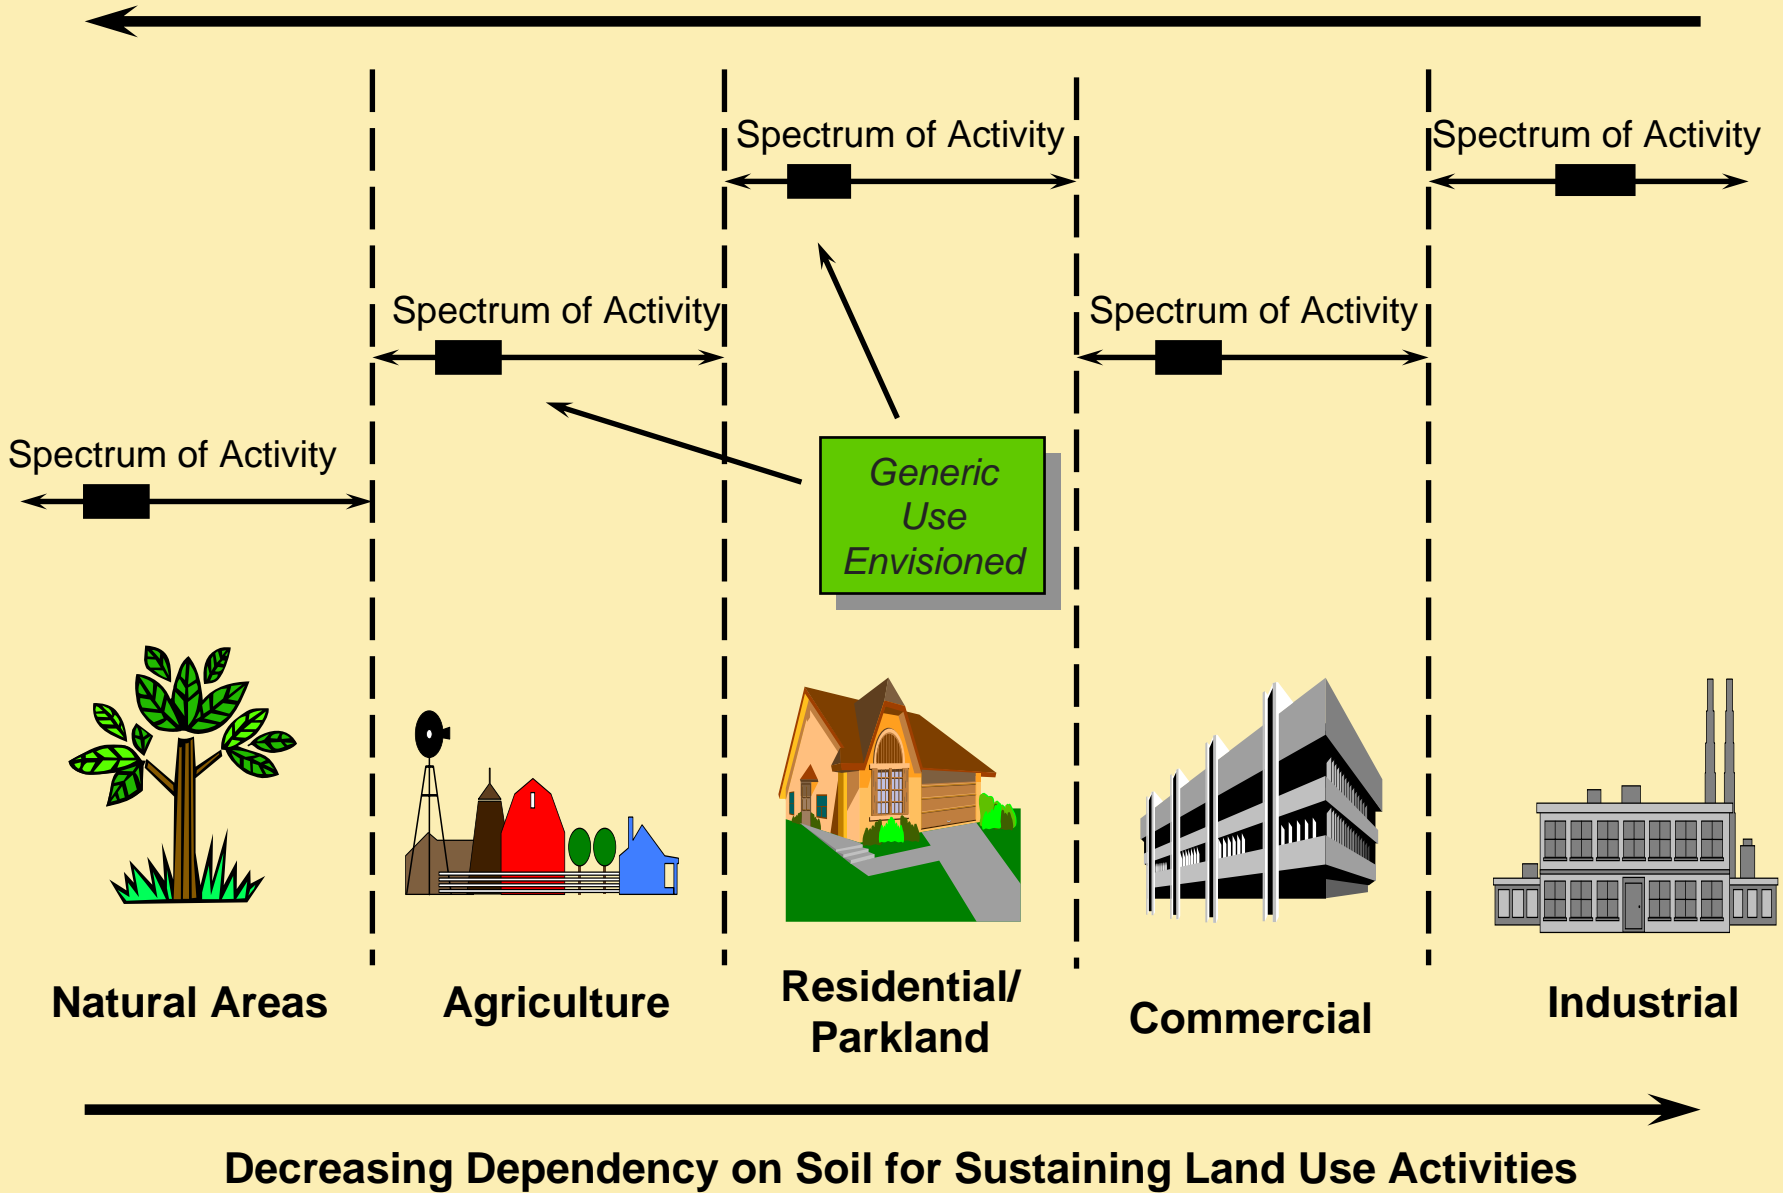 Spectrum of Activity
Spectrum of Activity
Spectrum of Activity
Spectrum of Activity
Spectrum of Activity
Generic
Use
Envisioned
Natural Areas
Agriculture
Residential/
Parkland
Commercial
Industrial
Decreasing Dependency on Soil for Sustaining Land Use Activities